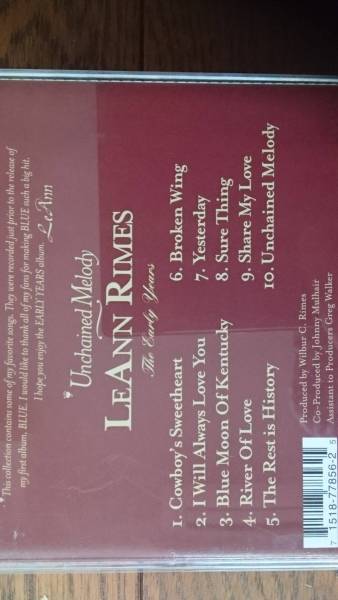 This collection contains some of my favorite songs. They were recorded just prior to the release of
my first album, BLUE. I would like to thank all of my fans for making BLUE such a big hit.
I hope you enjoy the EARLY YEARS album. LeAnn
Unchained Melody
LEANN RIMES
The Early Years
1. Cowboy's Sweetheart
2. I Will Always Love You
3. Blue Moon Of Kentucky
4. River Of Love
5. The Rest is History
6. Broken Wing
7. Yesterday
8. Sure Thing
9. Share My Love
10. Unchained Melody
Produced by Wilbur C. Rimes
Co-Produced by Johnny Mulhair
Assistant to Producers Greg Walker
7 1518-77856-2 5